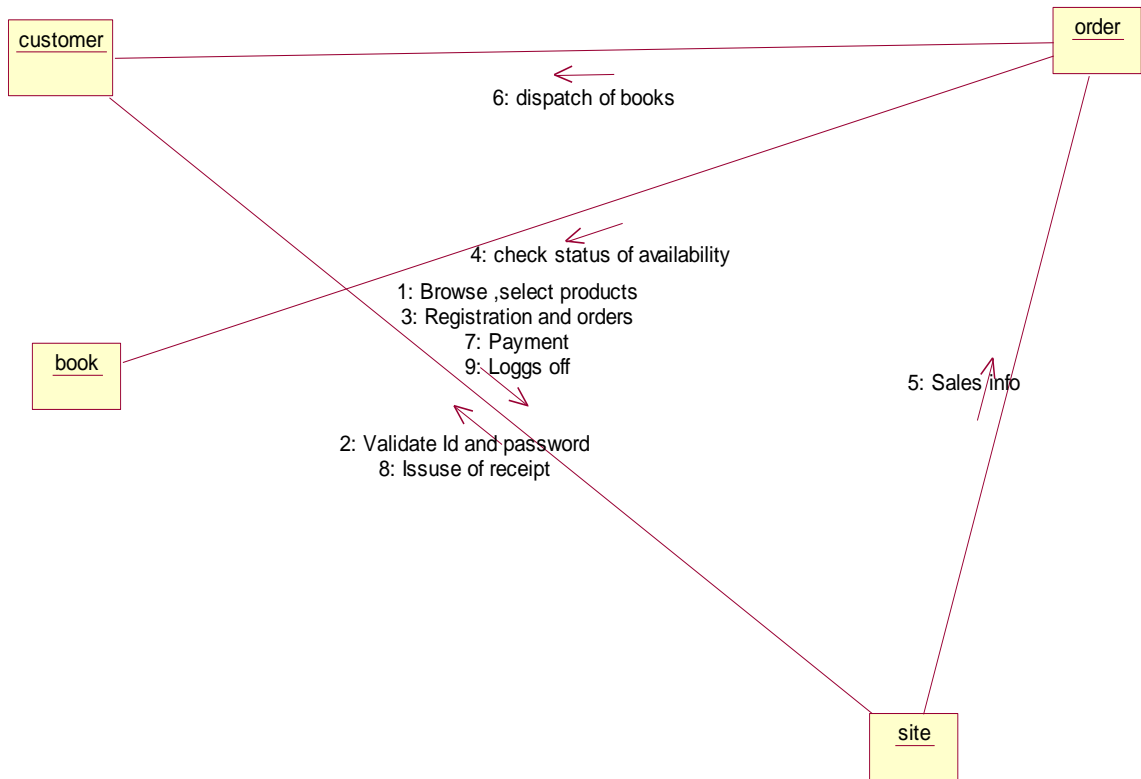 customer
order
6: dispatch of books
4: check status of availability
1: Browse ,select products
3: Registration and orders
7: Payment
9: Loggs off
book
5: Sales info
2: Validate Id and password
8: Issuse of receipt
site